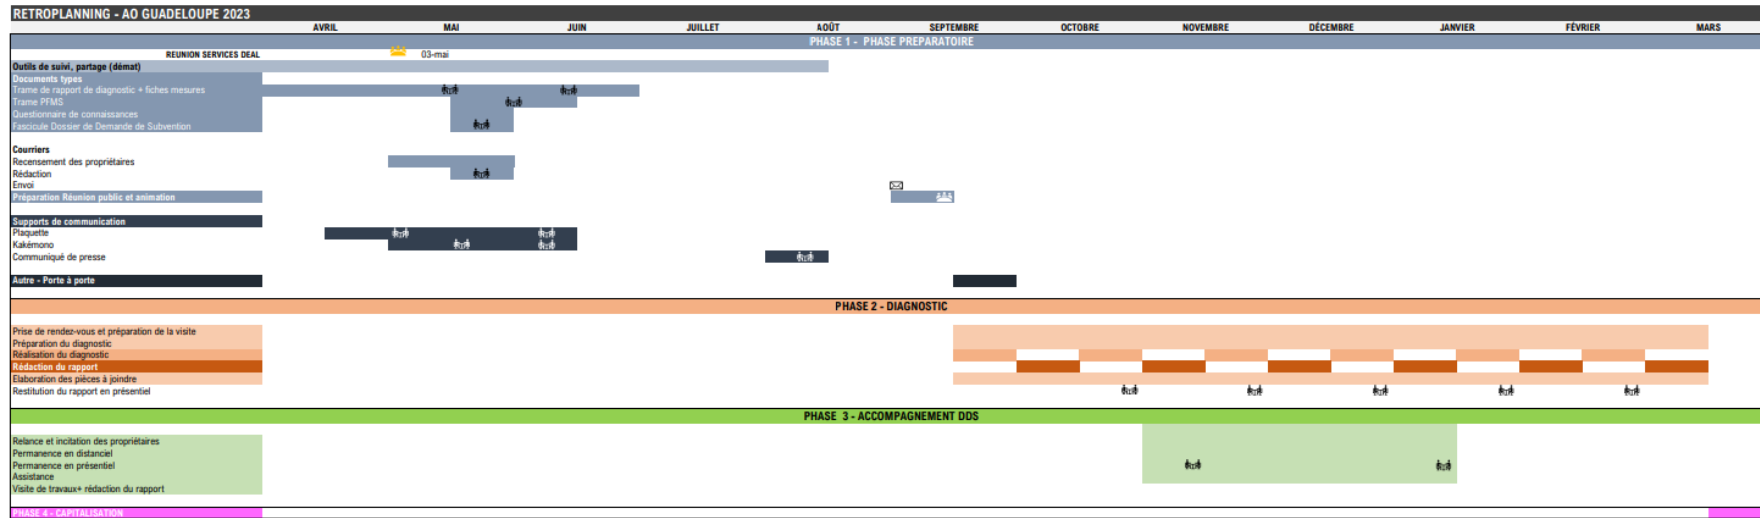 RETROPLANNING - AO GUADELOUPE 2023
AVRIL MAI JUIN JUILLET AOÛT SEPTEMBRE OCTOBRE NOVEMBRE DÉCEMBRE JANVIER FÉVRIER MARS
PHASE 1 - PHASE PREPARATOIRE
REUNION SERVICES DEAL 03-mai
Outils de suivi, partage (démat)
Documents types
Trame de rapport de diagnostic + fiches mesures
Trame PFMS
Questionnaire de connaissances
Fascicule Dossier de Demande de Subvention
Courriers
Recensement des propriétaires
Rédaction
Envoi
Préparation Réunion public et animation
Supports de communication
Plaquette
Kakémono
Communiqué de presse
Autre - Porte à porte
PHASE 2 - DIAGNOSTIC
Prise de rendez-vous et préparation de la visite
Préparation du diagnostic
Réalisation du diagnostic
Rédaction du rapport
Elaboration des pièces à joindre
Restitution du rapport en présentiel
PHASE 3 - ACCOMPAGNEMENT DDS
Relance et incitation des propriétaires
Permanence en distanciel
Permanence en présentiel
Assistance
Visite de travaux+ rédaction du rapport
PHASE 4 - CAPITALISATION